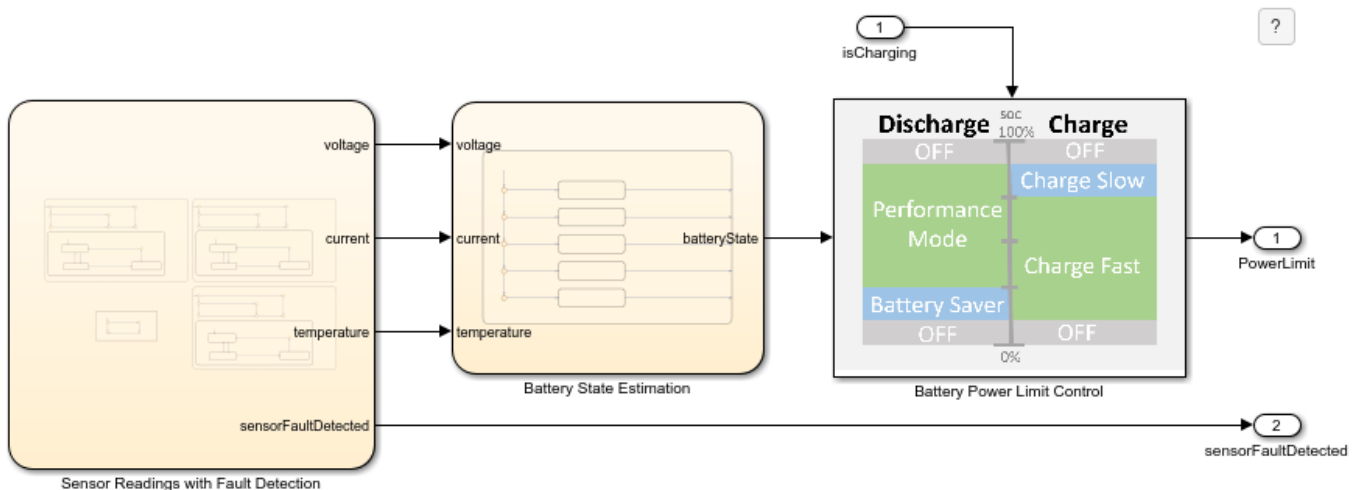 1
isCharging
?
voltage
current
temperature
sensorFaultDetected
Sensor Readings with Fault Detection
voltage
current
temperature
batteryState
Battery State Estimation
Discharge
soc
100%
Charge
OFF
OFF
Performance
Mode
Battery Saver
OFF
Charge Slow
Charge Fast
OFF
0%
Battery Power Limit Control
1
PowerLimit
2
sensorFaultDetected